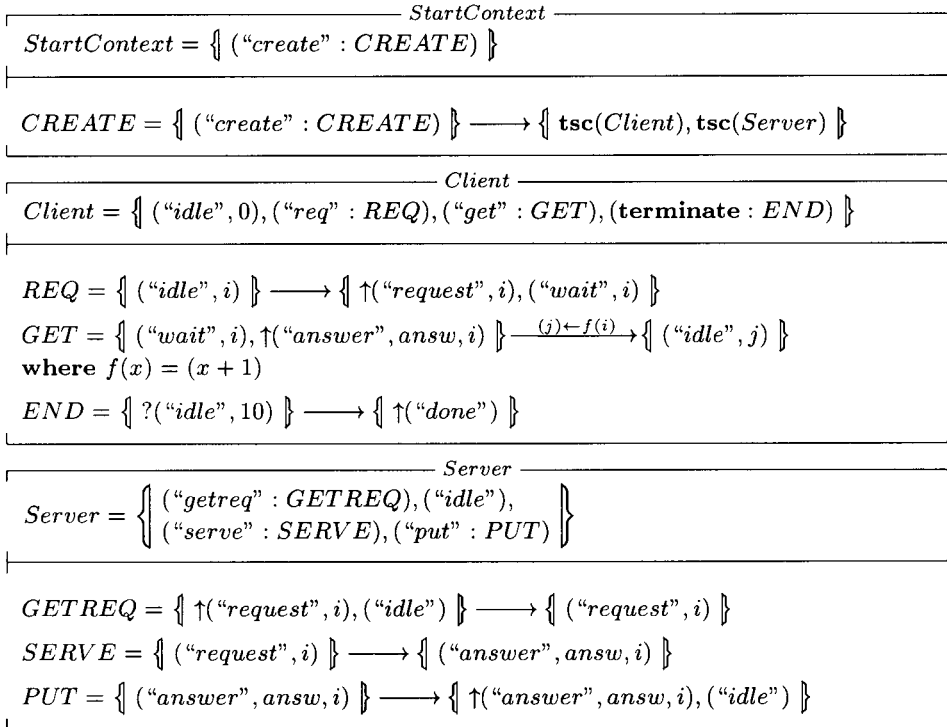 StartContext
StartContext = {| ("create" : CREATE) |}
CREATE = {| ("create" : CREATE) |} ⟶ {| tsc(Client), tsc(Server) |}
Client
Client = {| ("idle", 0), ("req" : REQ), ("get" : GET), (terminate : END) |}
REQ = {| ("idle", i) |} ⟶ {| ↑("request", i), ("wait", i) |}
GET = {| ("wait", i), ↑("answer", answ, i) |} —(j)←f(i)→ {| ("idle", j) |}
where f(x) = (x + 1)
END = {| ?("idle", 10) |} ⟶ {| ↑("done") |}
Server
Server = {| ("getreq" : GETREQ), ("idle"),
("serve" : SERVE), ("put" : PUT) |}
GETREQ = {| ↑("request", i), ("idle") |} ⟶ {| ("request", i) |}
SERVE = {| ("request", i) |} ⟶ {| ("answer", answ, i) |}
PUT = {| ("answer", answ, i) |} ⟶ {| ↑("answer", answ, i), ("idle") |}